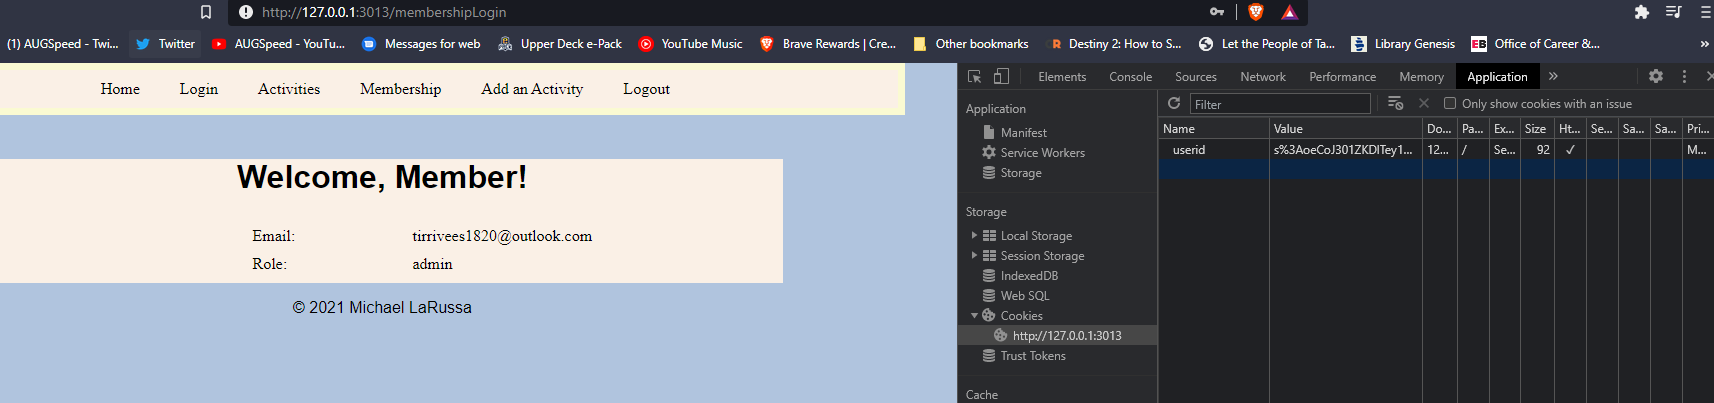 http://127.0.0.1:3013/membershipLogin
(1) AUGSpeed - Twi... Twitter AUGSpeed - YouTu... Messages for web Upper Deck e-Pack YouTube Music Brave Rewards | Cre... Other bookmarks Destiny 2: How to S... Let the People of Ta... Library Genesis EB Office of Career &... »
Home Login Activities Membership Add an Activity Logout
Welcome, Member!
Email: tirrivees1820@outlook.com
Role: admin
© 2021 Michael LaRussa
Elements Console Sources Network Performance Memory Application »
Application
Manifest
Service Workers
Storage
Storage
Local Storage
Session Storage
IndexedDB
Web SQL
Cookies
http://127.0.0.1:3013
Trust Tokens
Cache
Filter Only show cookies with an issue
Name Value Do... Pa... Ex... Size Ht... Se... Sa... Sa... Pri...
userid s%3AoeCoJ301ZKDITey1... 12... / Se... 92 ✓ M...